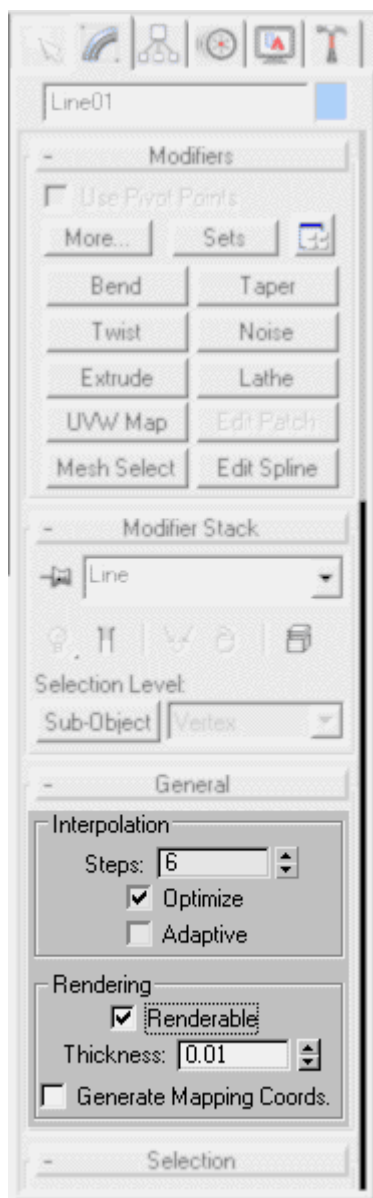 Line01
- Modifiers
Use Pivot Points
More... Sets
Bend Taper
Twist Noise
Extrude Lathe
UVW Map Edit Patch
Mesh Select Edit Spline
- Modifier Stack
Line
Selection Level:
Sub-Object Vertex
- General
Interpolation
Steps: 6
Optimize
Adaptive
Rendering
Renderable
Thickness: 0.01
Generate Mapping Coords.
- Selection